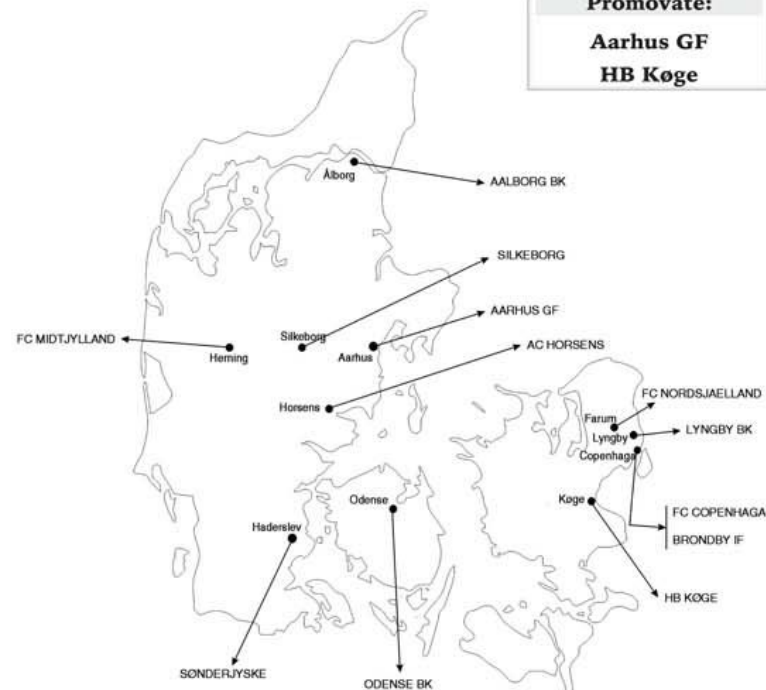 Promovate:
Aarhus GF
HB Køge
Ålborg
AALBORG BK
SILKEBORG
AARHUS GF
FC MIDTJYLLAND
Herning
Silkeborg
Aarhus
AC HORSENS
Horsens
FC NORDSJAELLAND
Farum
Lyngby
LYNGBY BK
Copenhaga
Odense
Køge
FC COPENHAGA
BRONDBY IF
Haderslev
HB KØGE
SØNDERJYSKE
ODENSE BK